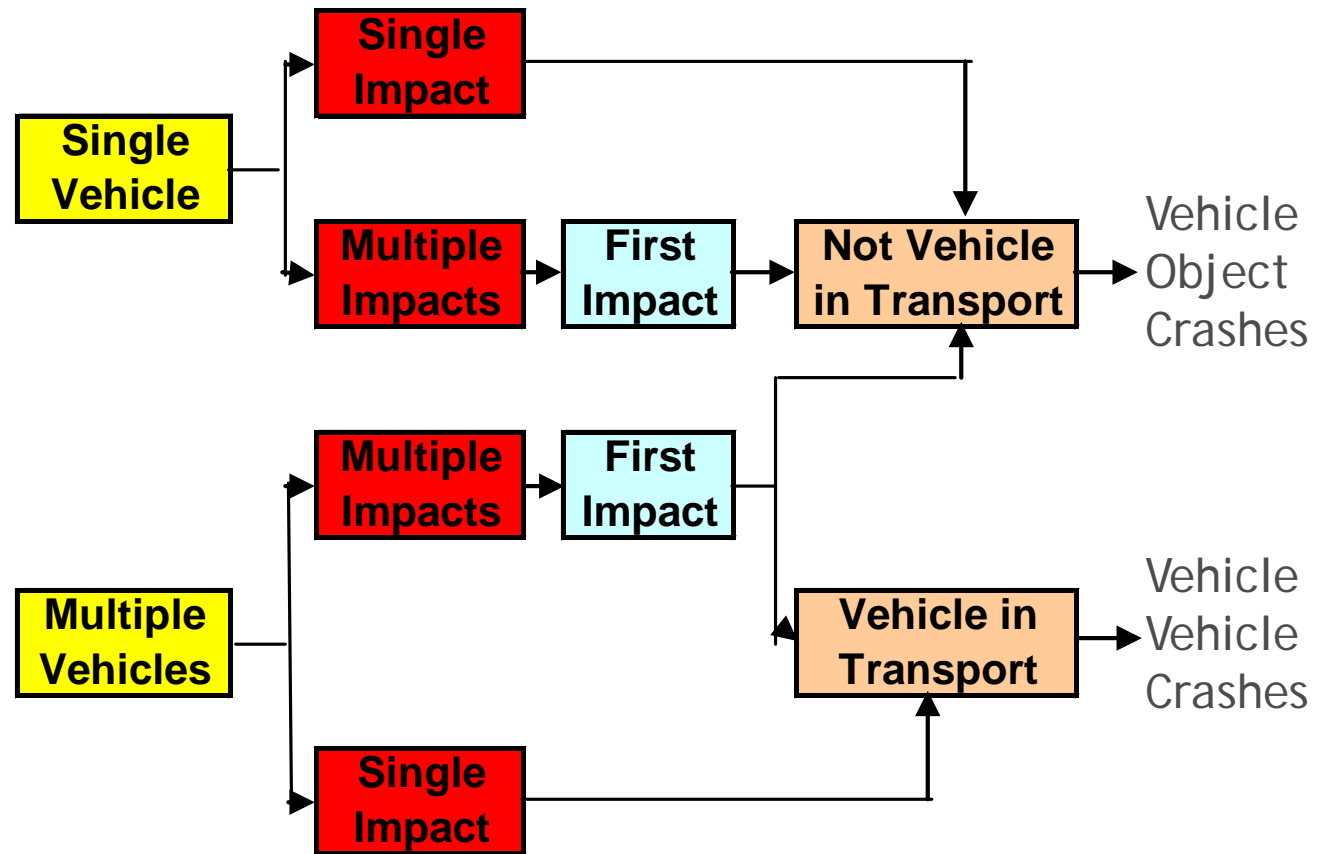 Single
Impact
Single
Vehicle
Multiple
Impacts
First
Impact
Not Vehicle
in Transport
Vehicle
Object
Crashes
Multiple
Impacts
First
Impact
Multiple
Vehicles
Vehicle in
Transport
Vehicle
Vehicle
Crashes
Single
Impact